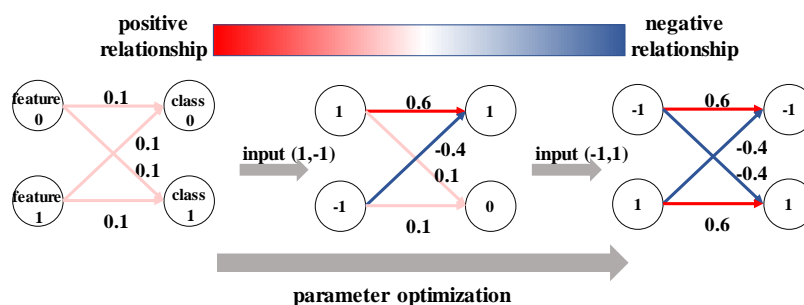 positive
relationship
negative
relationship
feature
0
0.1
class
0
0.1
0.1
feature
1
0.1
class
1
input (1,-1)
1
0.6
1
-0.4
0.1
-1
0.1
0
input (-1,1)
-1
0.6
-1
-0.4
-0.4
1
0.6
1
parameter optimization